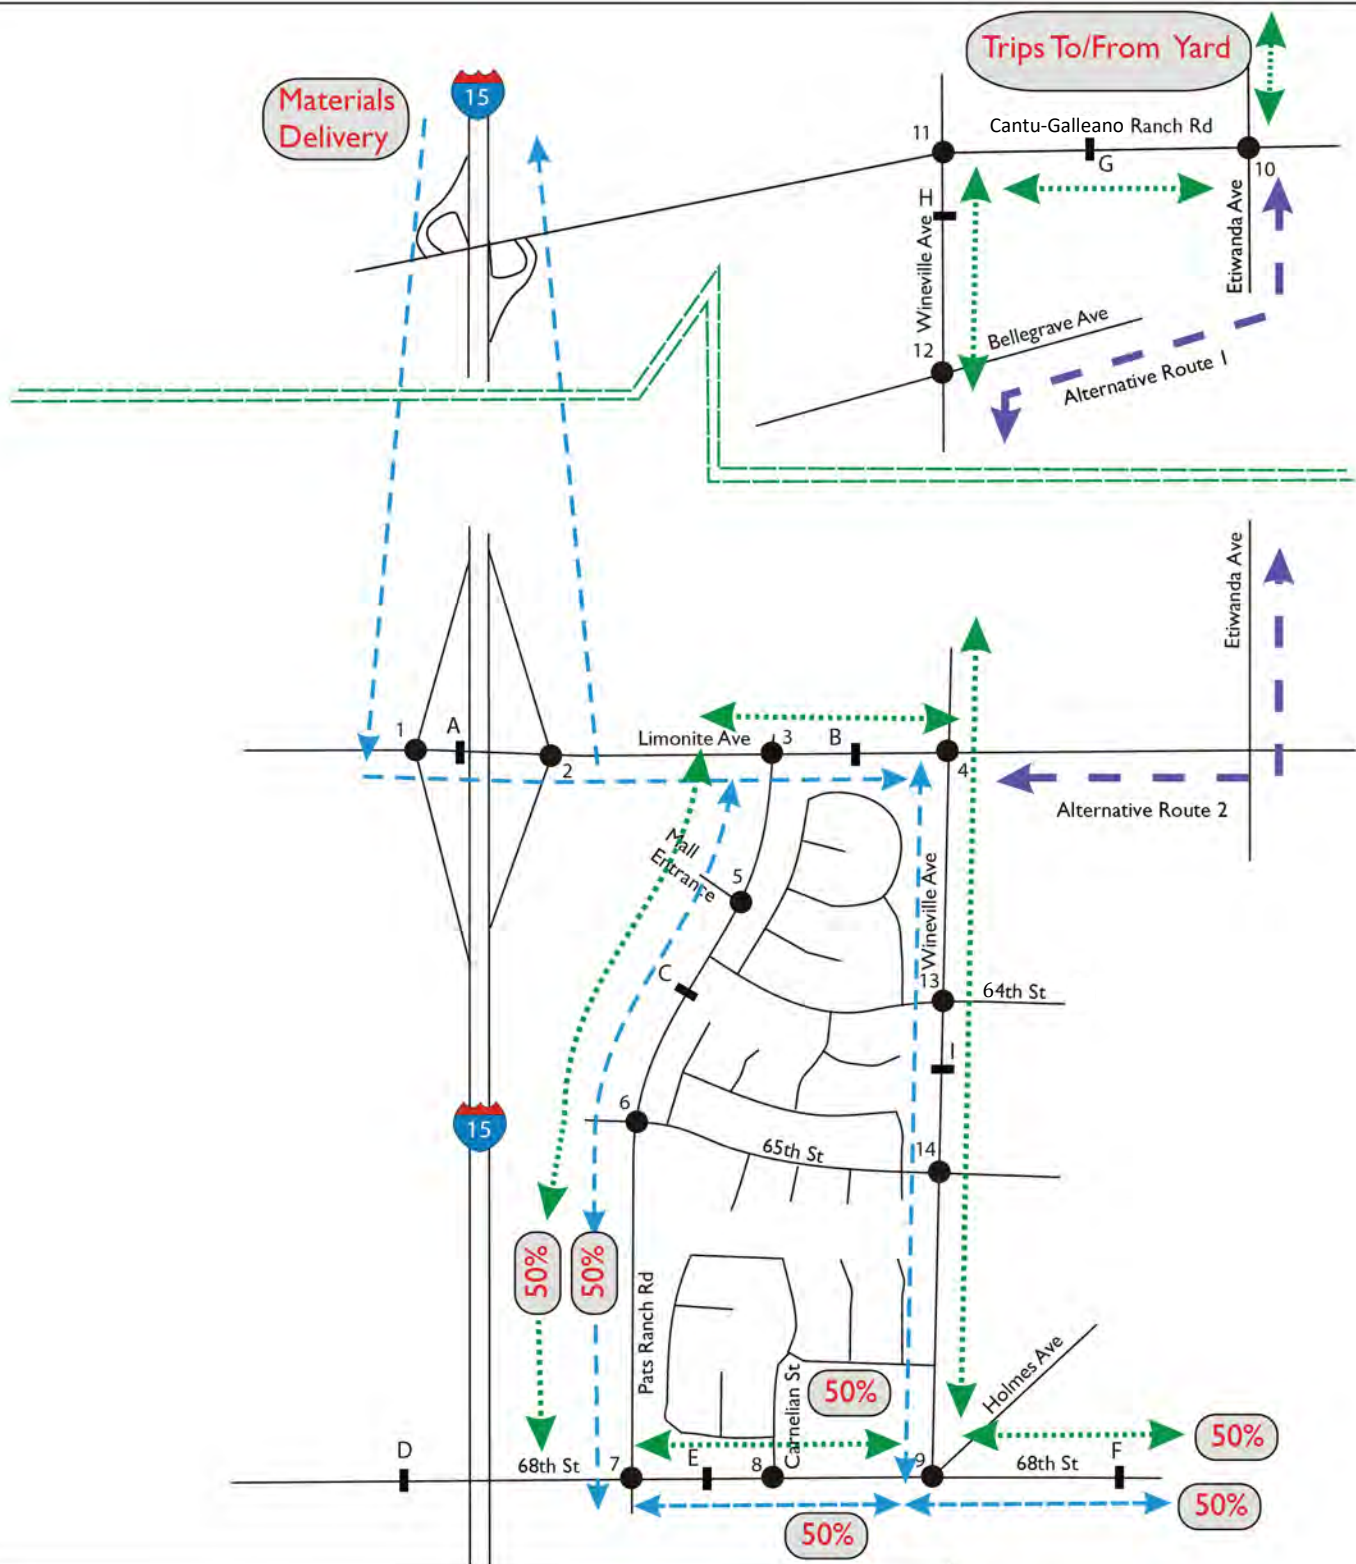 Trips To/From Yard
Materials
Delivery
15
11
Cantu-Galleano Ranch Rd
G
10
H
Wineville Ave
Etiwanda Ave
Bellegrave Ave
12
Alternative Route 1
Etiwanda Ave
1
A
2
Limonite Ave
3
B
4
Alternative Route 2
Mall
Entrance
5
Wineville Ave
C
13
64th St
I
6
15
65th St
14
50%
50%
Pats Ranch Rd
Carnelian St
50%
Holmes Ave
50%
D
68th St
7
E
8
9
68th St
F
50%
50%